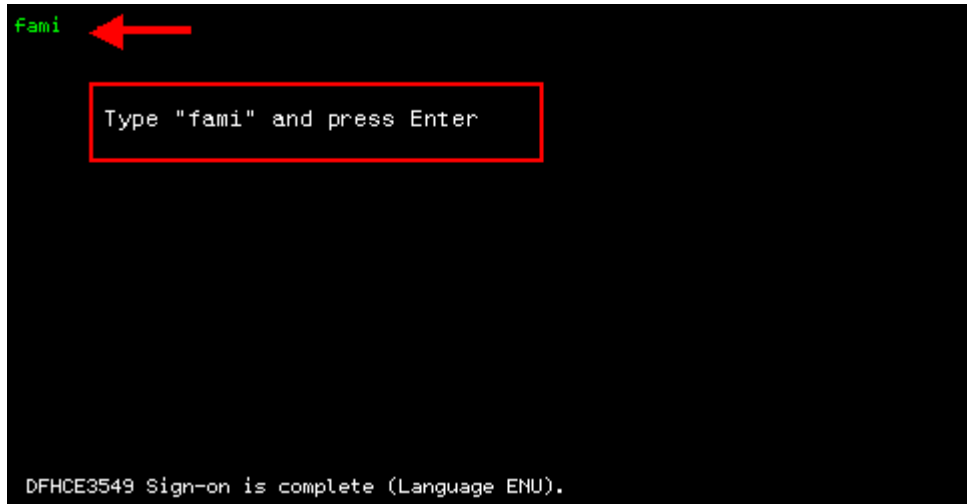 fami
Type "fami" and press Enter
DFHCE3549 Sign-on is complete (Language ENU).